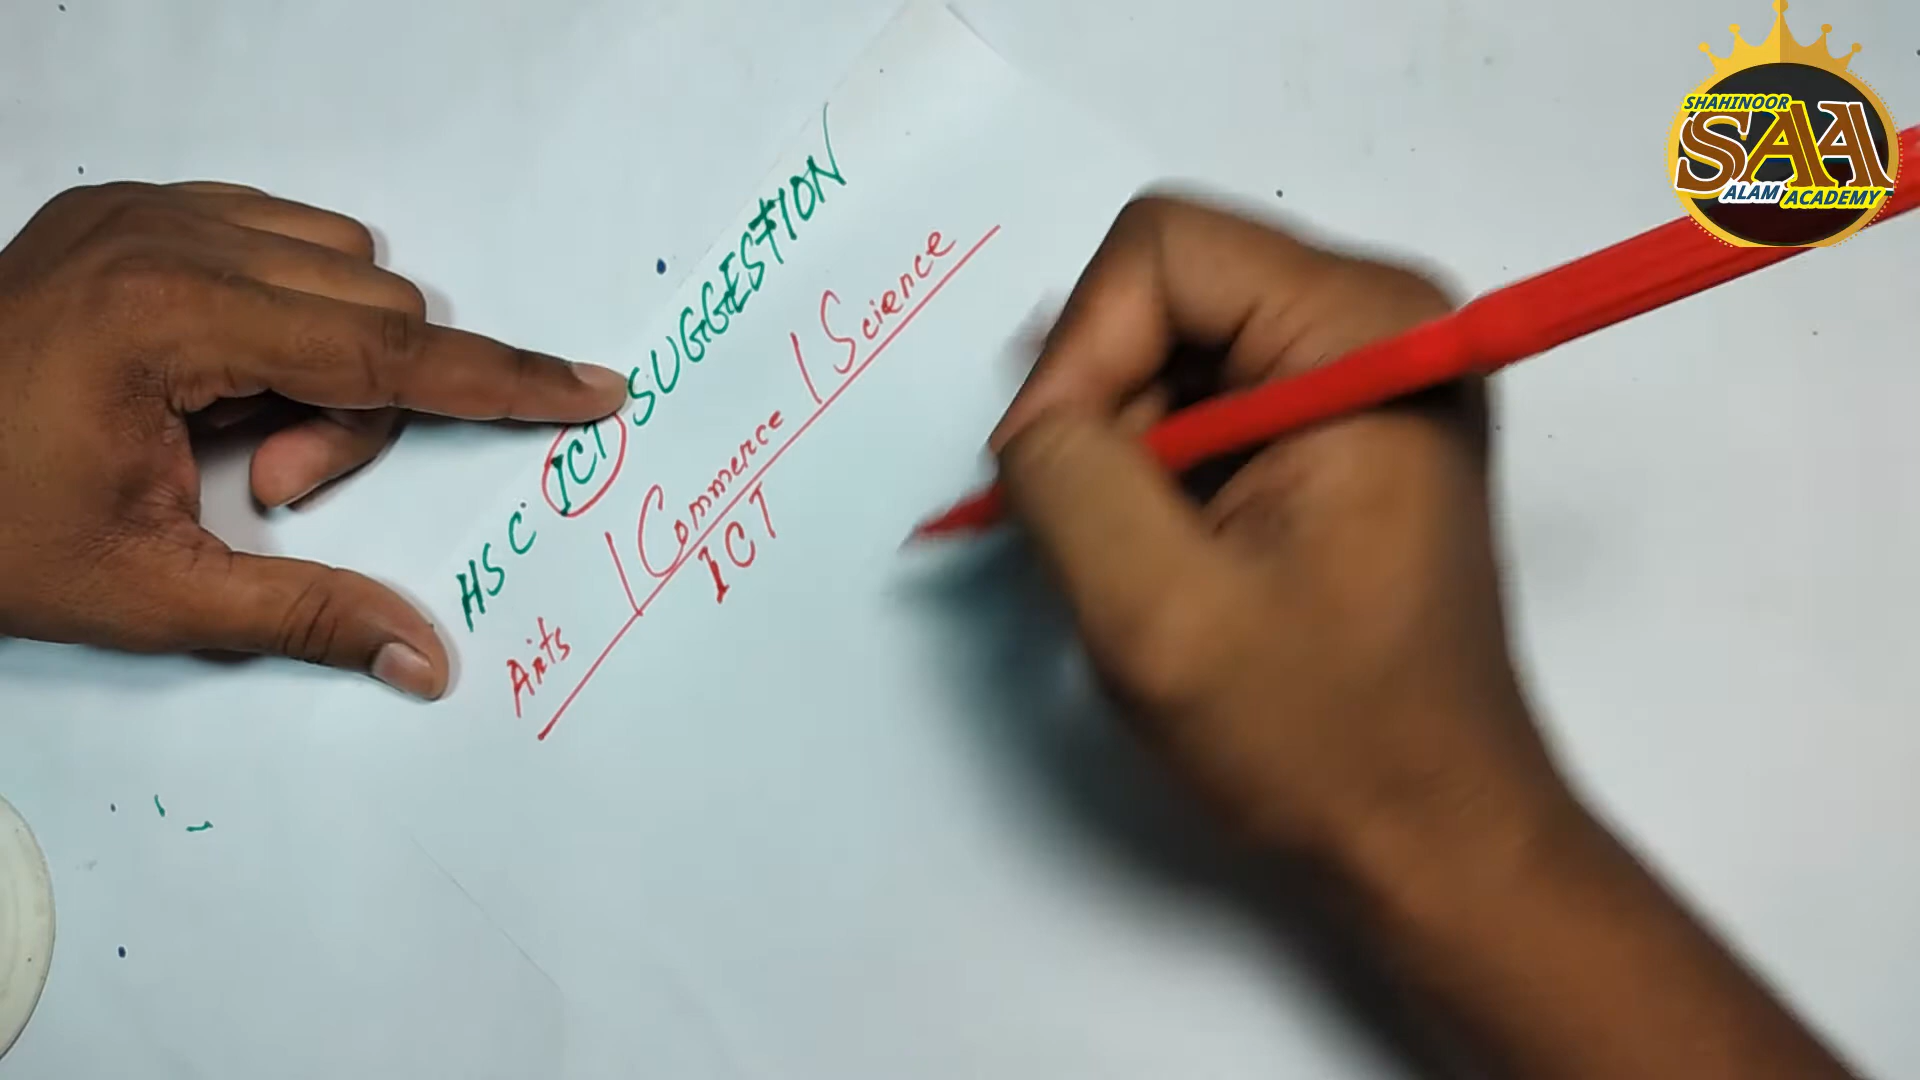 HSC ICT SUGGESTION
Arts / Commerce / Science
ICT
SHAHINOOR
SAA
ALAM ACADEMY